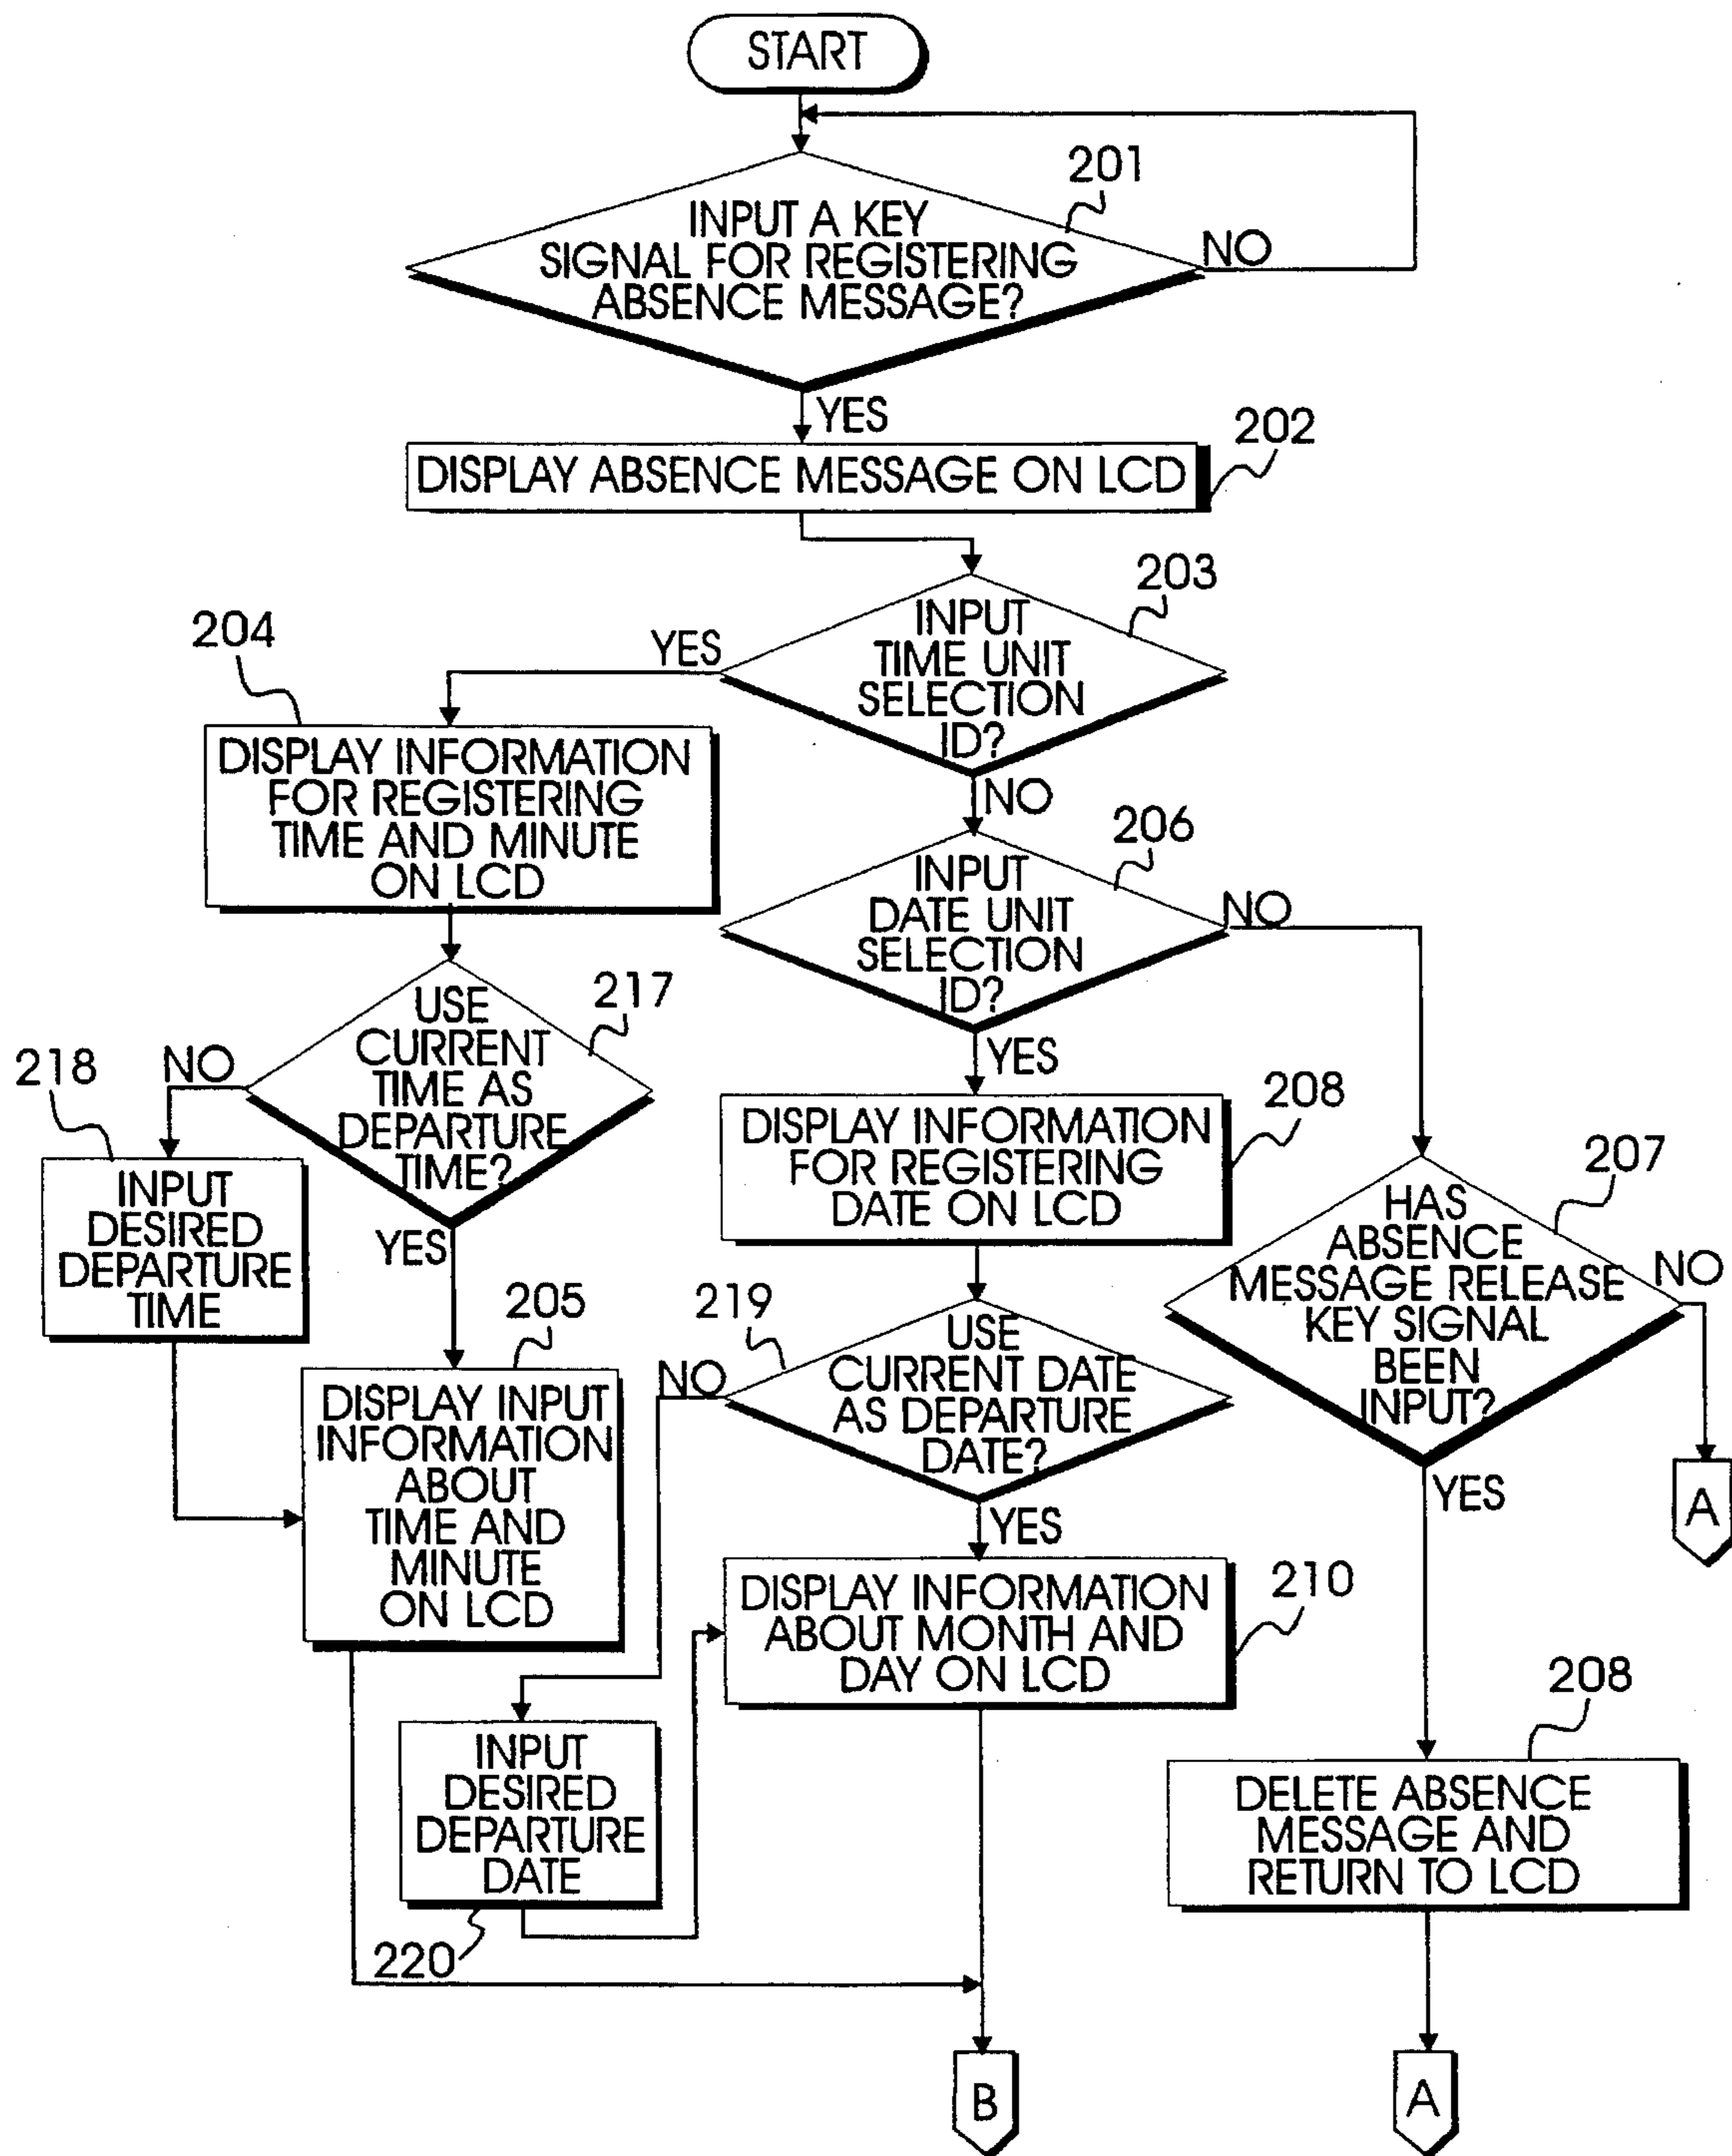 START
201
INPUT A KEY
SIGNAL FOR REGISTERING
ABSENCE MESSAGE?
NO
YES
202
DISPLAY ABSENCE MESSAGE ON LCD
203
INPUT
TIME UNIT
SELECTION
ID?
YES
NO
204
DISPLAY INFORMATION
FOR REGISTERING
TIME AND MINUTE
ON LCD
206
INPUT
DATE UNIT
SELECTION
ID?
NO
YES
217
USE
CURRENT
TIME AS
DEPARTURE
TIME?
NO
YES
218
INPUT
DESIRED
DEPARTURE
TIME
208
DISPLAY INFORMATION
FOR REGISTERING
DATE ON LCD
207
HAS
ABSENCE
MESSAGE RELEASE
KEY SIGNAL
BEEN
INPUT?
NO
YES
A
205
DISPLAY INPUT
INFORMATION
ABOUT
TIME AND
MINUTE
ON LCD
219
USE
CURRENT DATE
AS DEPARTURE
DATE?
NO
YES
210
DISPLAY INFORMATION
ABOUT MONTH AND
DAY ON LCD
INPUT
DESIRED
DEPARTURE
DATE
220
208
DELETE ABSENCE
MESSAGE AND
RETURN TO LCD
B
A